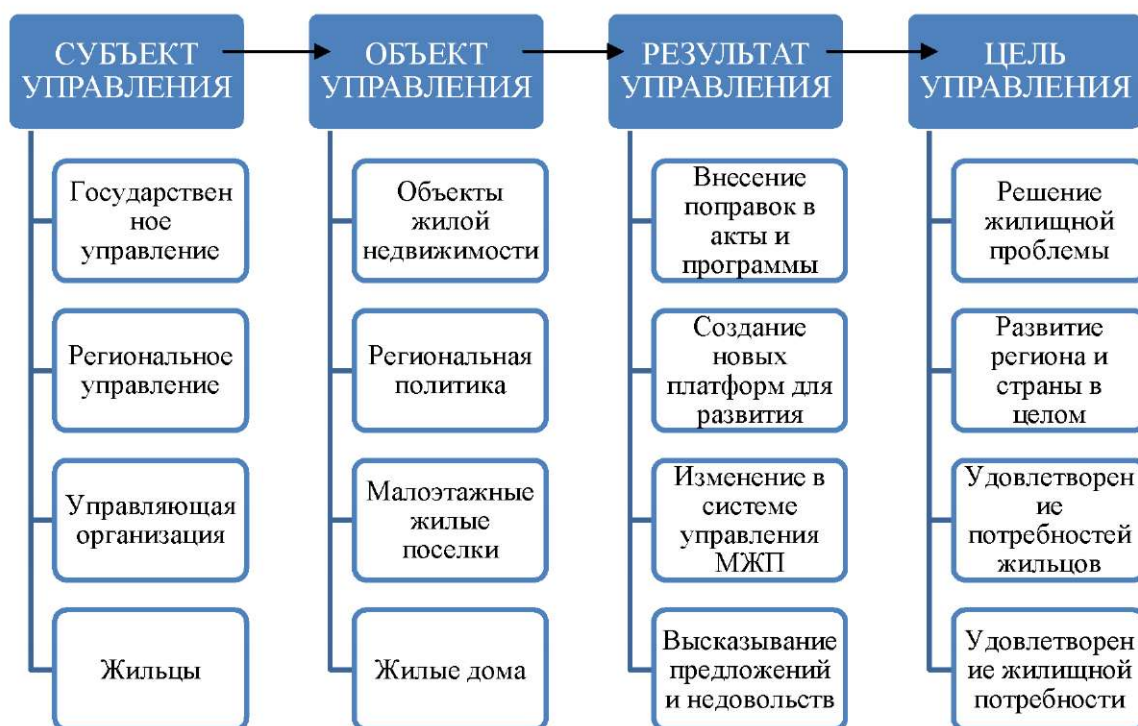 СУБЪЕКТ
УПРАВЛЕНИЯ
Государствен
ное
управление
Региональное
управление
Управляющая
организация
Жильцы
ОБЪЕКТ
УПРАВЛЕНИЯ
Объекты
жилой
недвижимости
Региональная
политика
Малоэтажные
жилые
поселки
Жилые дома
РЕЗУЛЬТАТ
УПРАВЛЕНИЯ
Внесение
поправок в
акты и
программы
Создание
новых
платформ для
развития
Изменение в
системе
управления
МЖП
Высказывание
предложений
и недовольств
ЦЕЛЬ
УПРАВЛЕНИЯ
Решение
жилищной
проблемы
Развитие
региона и
страны в
целом
Удовлетворен
ие
потребностей
жильцов
Удовлетворен
ие жилищной
потребности